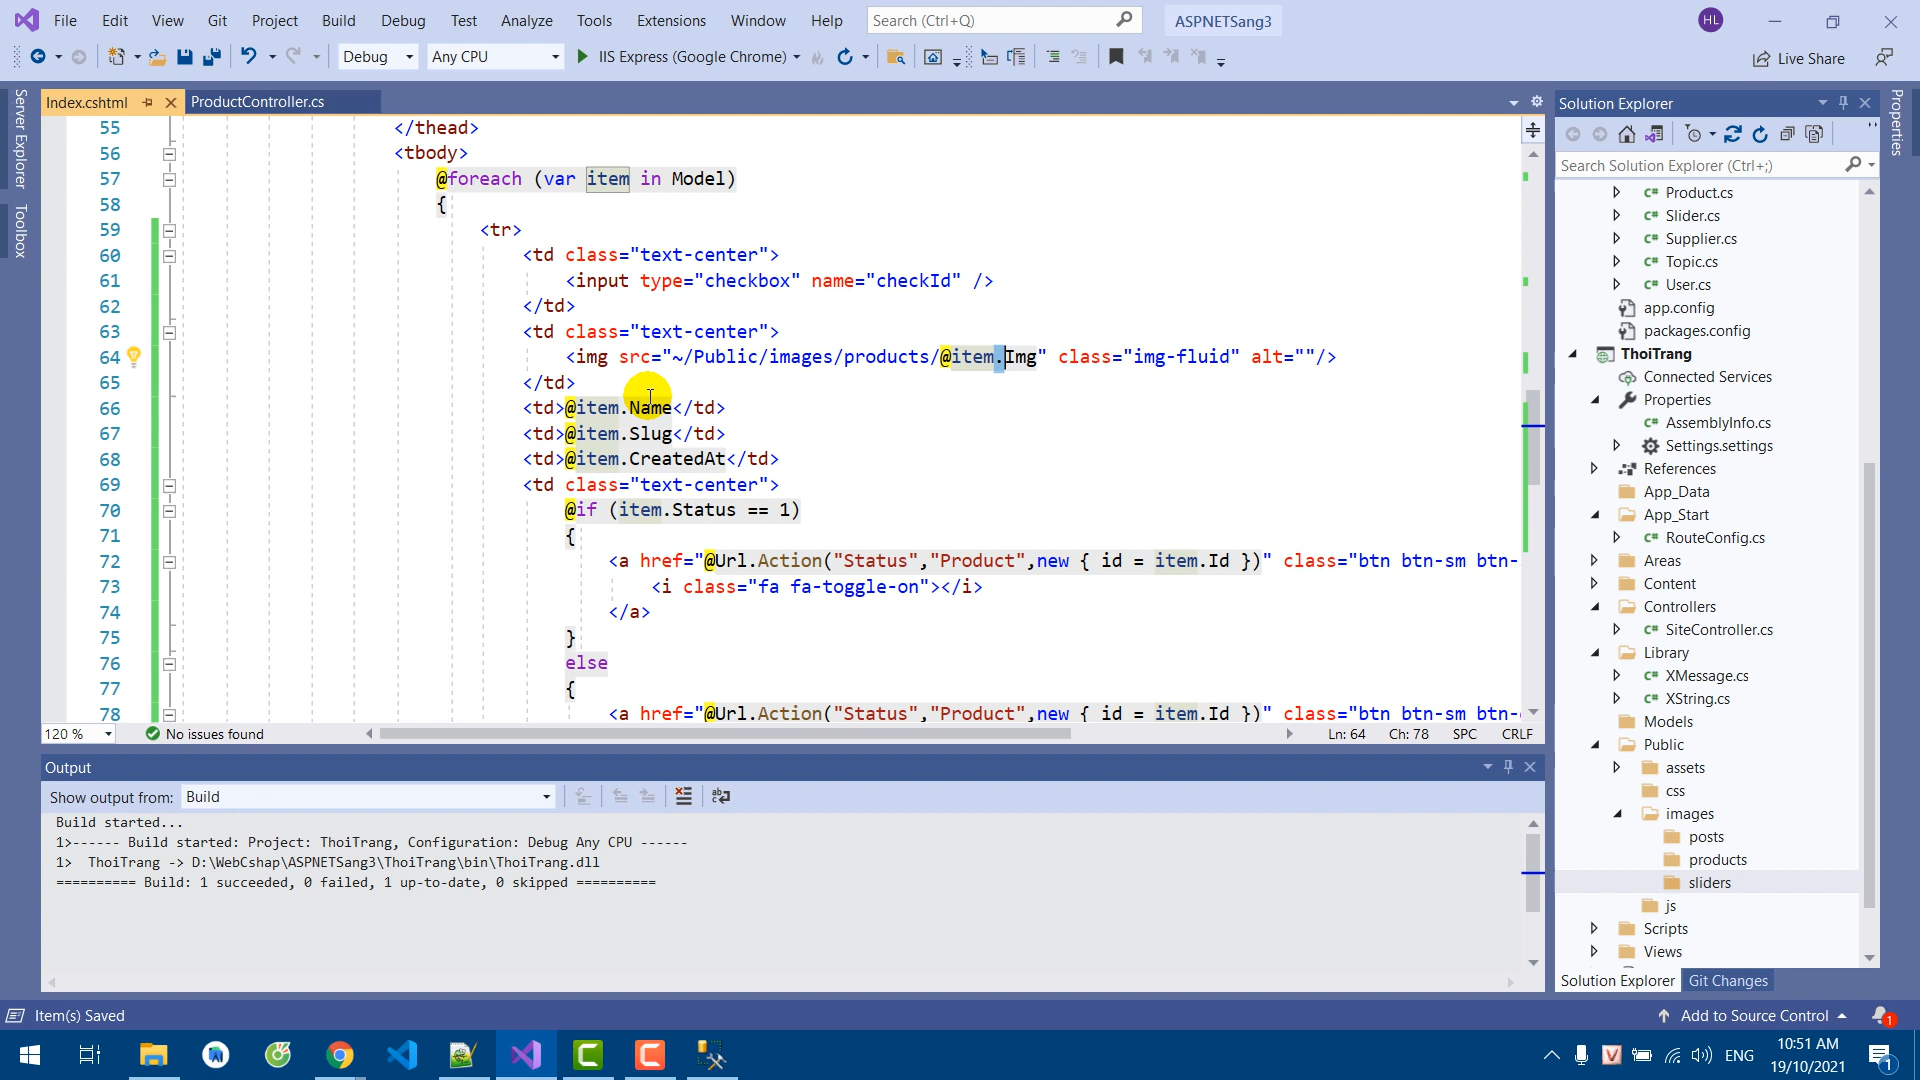 File Edit View Git Project Build Debug Test Analyze Tools Extensions Window Help Search (Ctrl+Q) ASPNETSang3 HL
Debug Any CPU IIS Express (Google Chrome) Live Share
Server Explorer
Toolbox
Index.cshtml ProductController.cs
55 </thead>
56 <tbody>
57 @foreach (var item in Model)
58 {
59 <tr>
60 <td class="text-center">
61 <input type="checkbox" name="checkId" />
62 </td>
63 <td class="text-center">
64 <img src="~/Public/images/products/@item.Img" class="img-fluid" alt=""/>
65 </td>
66 <td>@item.Name</td>
67 <td>@item.Slug</td>
68 <td>@item.CreatedAt</td>
69 <td class="text-center">
70 @if (item.Status == 1)
71 {
72 <a href="@Url.Action("Status","Product",new { id = item.Id })" class="btn btn-sm btn-
73 <i class="fa fa-toggle-on"></i>
74 </a>
75 }
76 else
77 {
78 <a href="@Url.Action("Status","Product",new { id = item.Id })" class="btn btn-sm btn-
120 % No issues found Ln: 64 Ch: 78 SPC CRLF
Output
Show output from: Build
Build started...
1>------ Build started: Project: ThoiTrang, Configuration: Debug Any CPU ------
1> ThoiTrang -> D:\WebCshap\ASPNETSang3\ThoiTrang\bin\ThoiTrang.dll
========== Build: 1 succeeded, 0 failed, 1 up-to-date, 0 skipped ==========
Solution Explorer
Search Solution Explorer (Ctrl+;)
C# Product.cs
C# Slider.cs
C# Supplier.cs
C# Topic.cs
C# User.cs
app.config
packages.config
ThoiTrang
Connected Services
Properties
C# AssemblyInfo.cs
Settings.settings
References
App_Data
App_Start
C# RouteConfig.cs
Areas
Content
Controllers
C# SiteController.cs
Library
C# XMessage.cs
C# XString.cs
Models
Public
assets
css
images
posts
products
sliders
js
Scripts
Views
Solution Explorer Git Changes
Properties
Item(s) Saved Add to Source Control 1
ENG 10:51 AM
19/10/2021 1